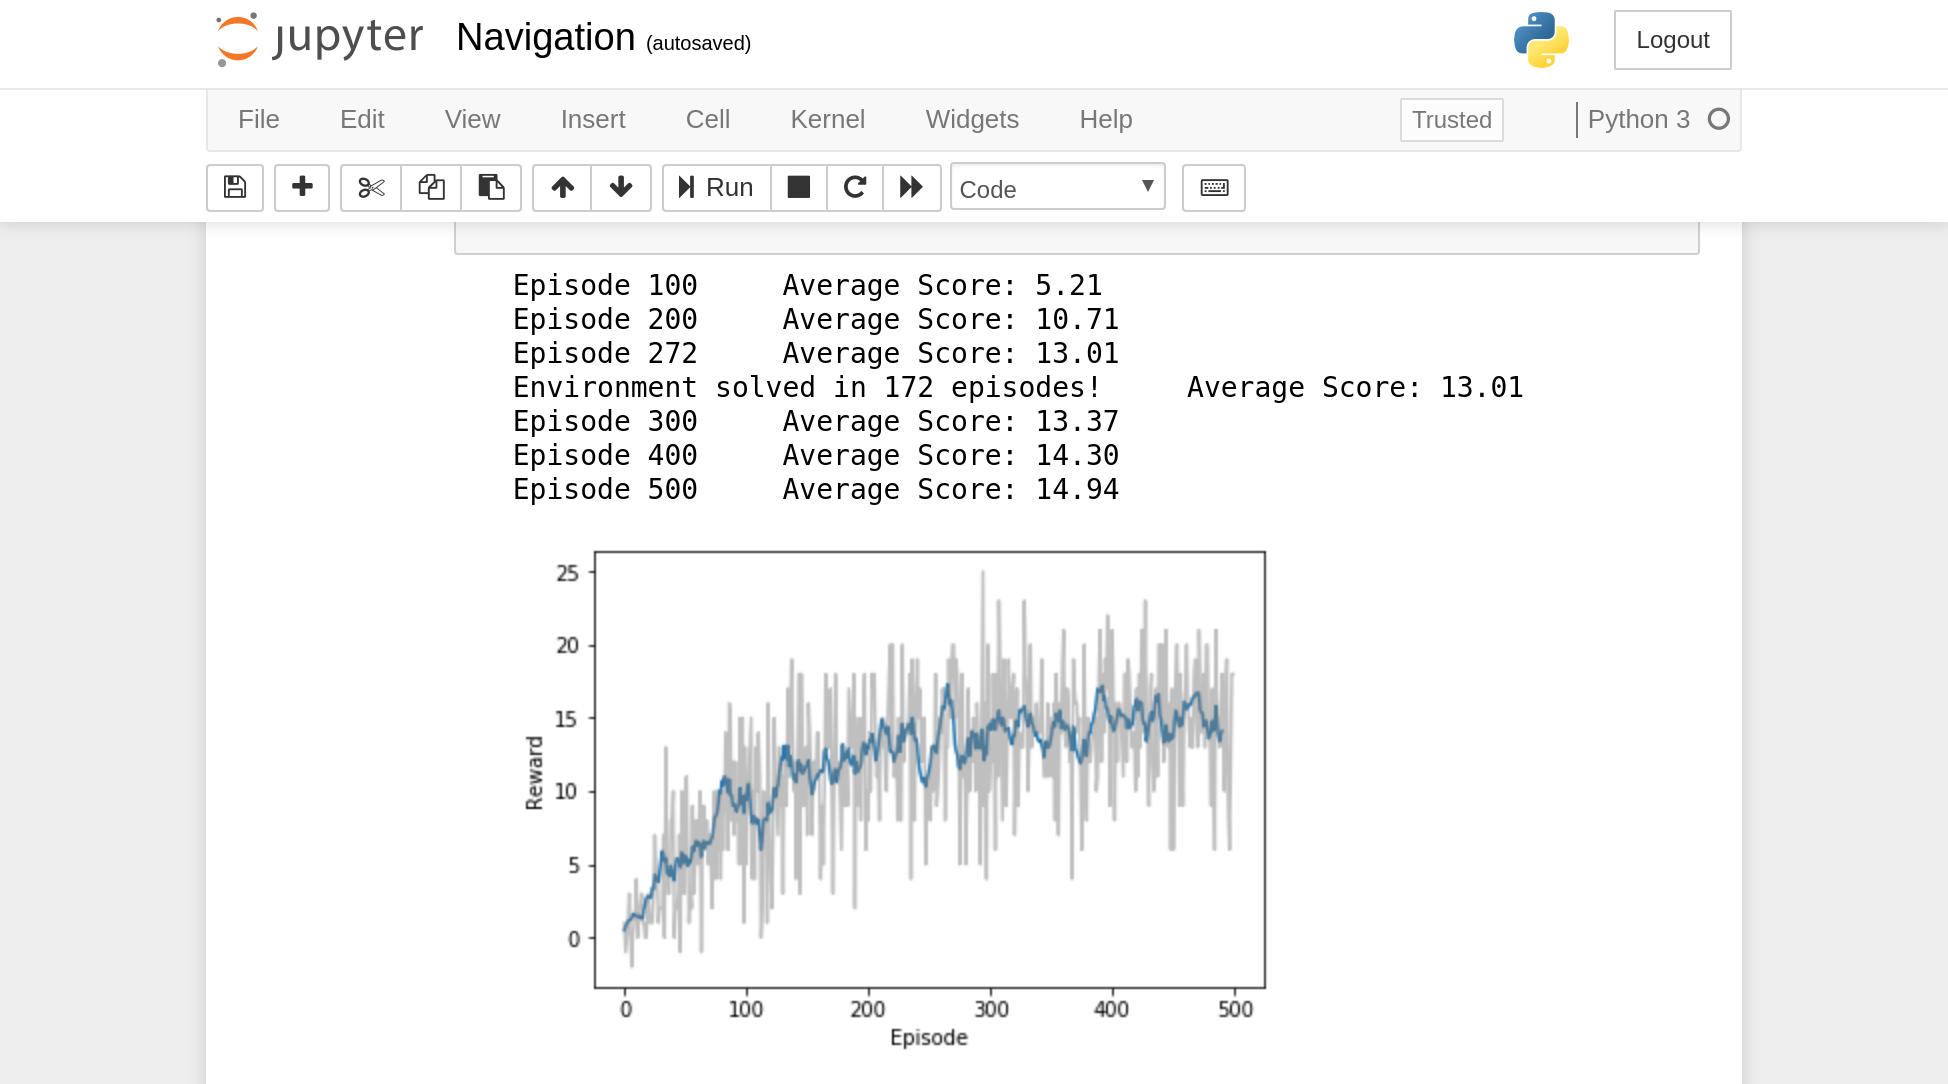 jupyter Navigation (autosaved) Logout
File Edit View Insert Cell Kernel Widgets Help Trusted Python 3
Run Code
Episode 100 Average Score: 5.21
Episode 200 Average Score: 10.71
Episode 272 Average Score: 13.01
Environment solved in 172 episodes! Average Score: 13.01
Episode 300 Average Score: 13.37
Episode 400 Average Score: 14.30
Episode 500 Average Score: 14.94
25
20
15
10
5
0
Reward
0 100 200 300 400 500
Episode